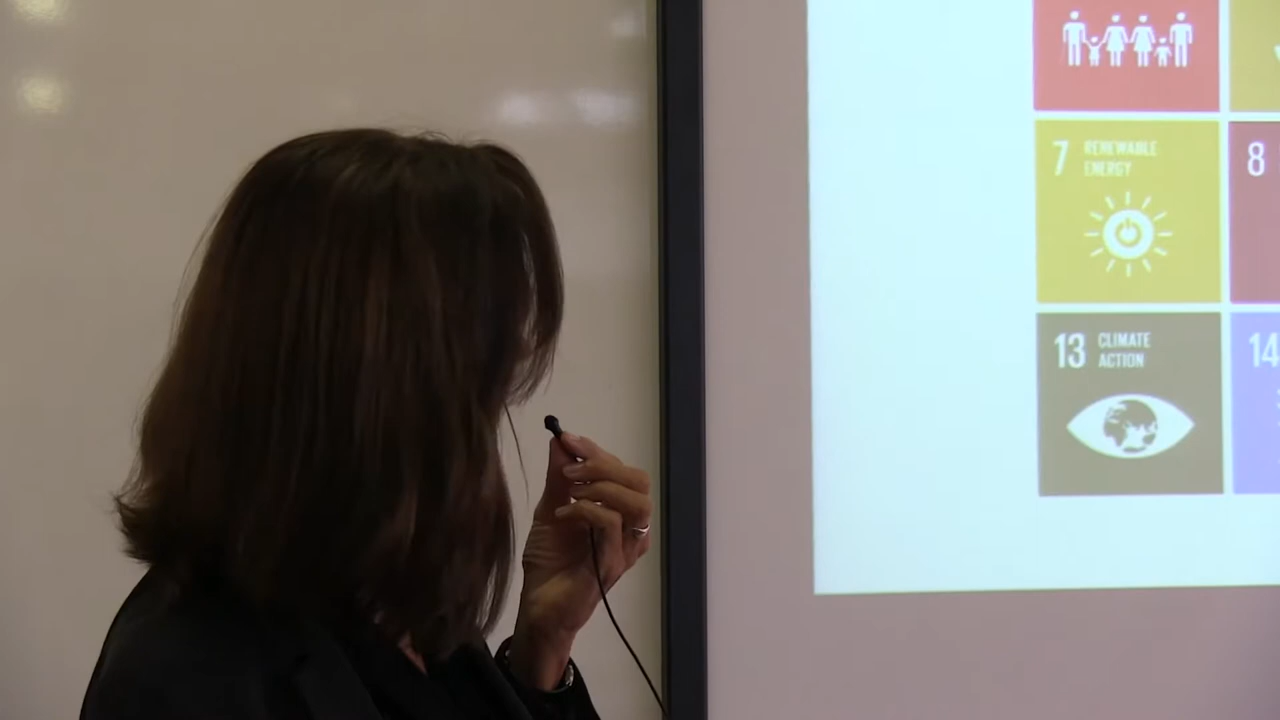 7 RENEWABLE
ENERGY
8
13 CLIMATE
ACTION
14